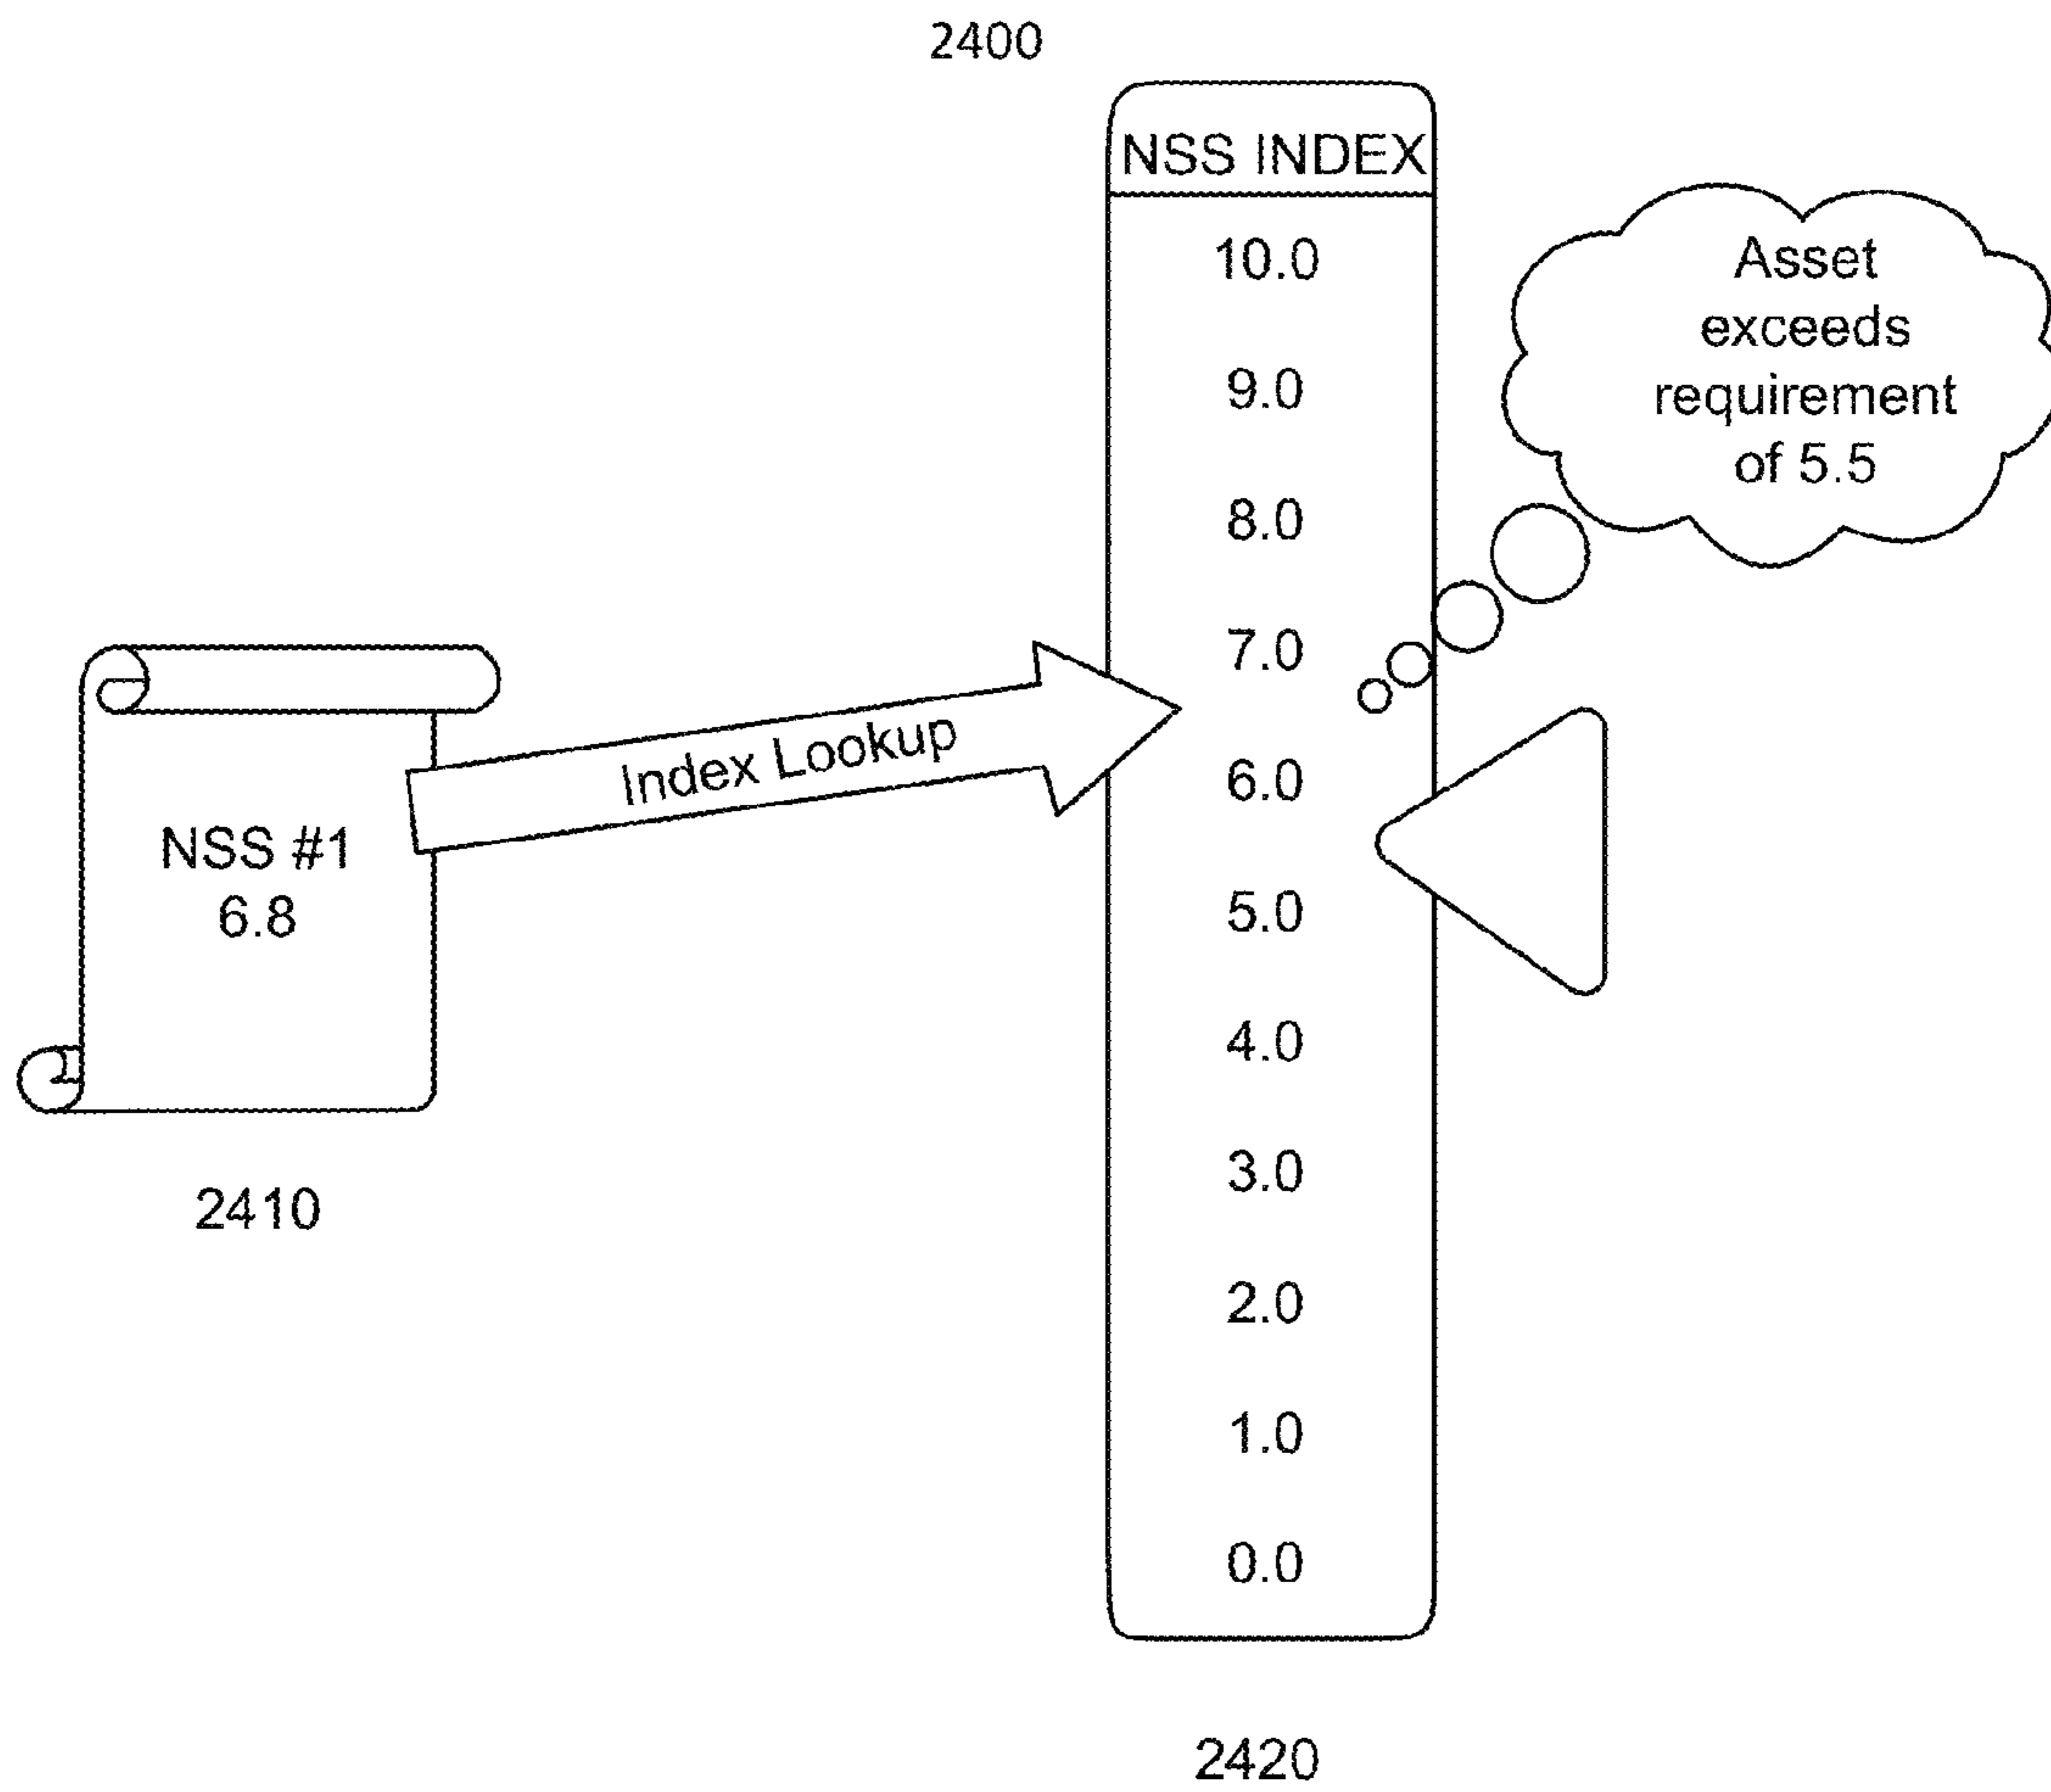 2400
NSS INDEX
10.0
9.0
8.0
7.0
6.0
5.0
4.0
3.0
2.0
1.0
0.0
Asset
exceeds
requirement
of 5.5
Index Lookup
NSS #1
6.8
2410
2420